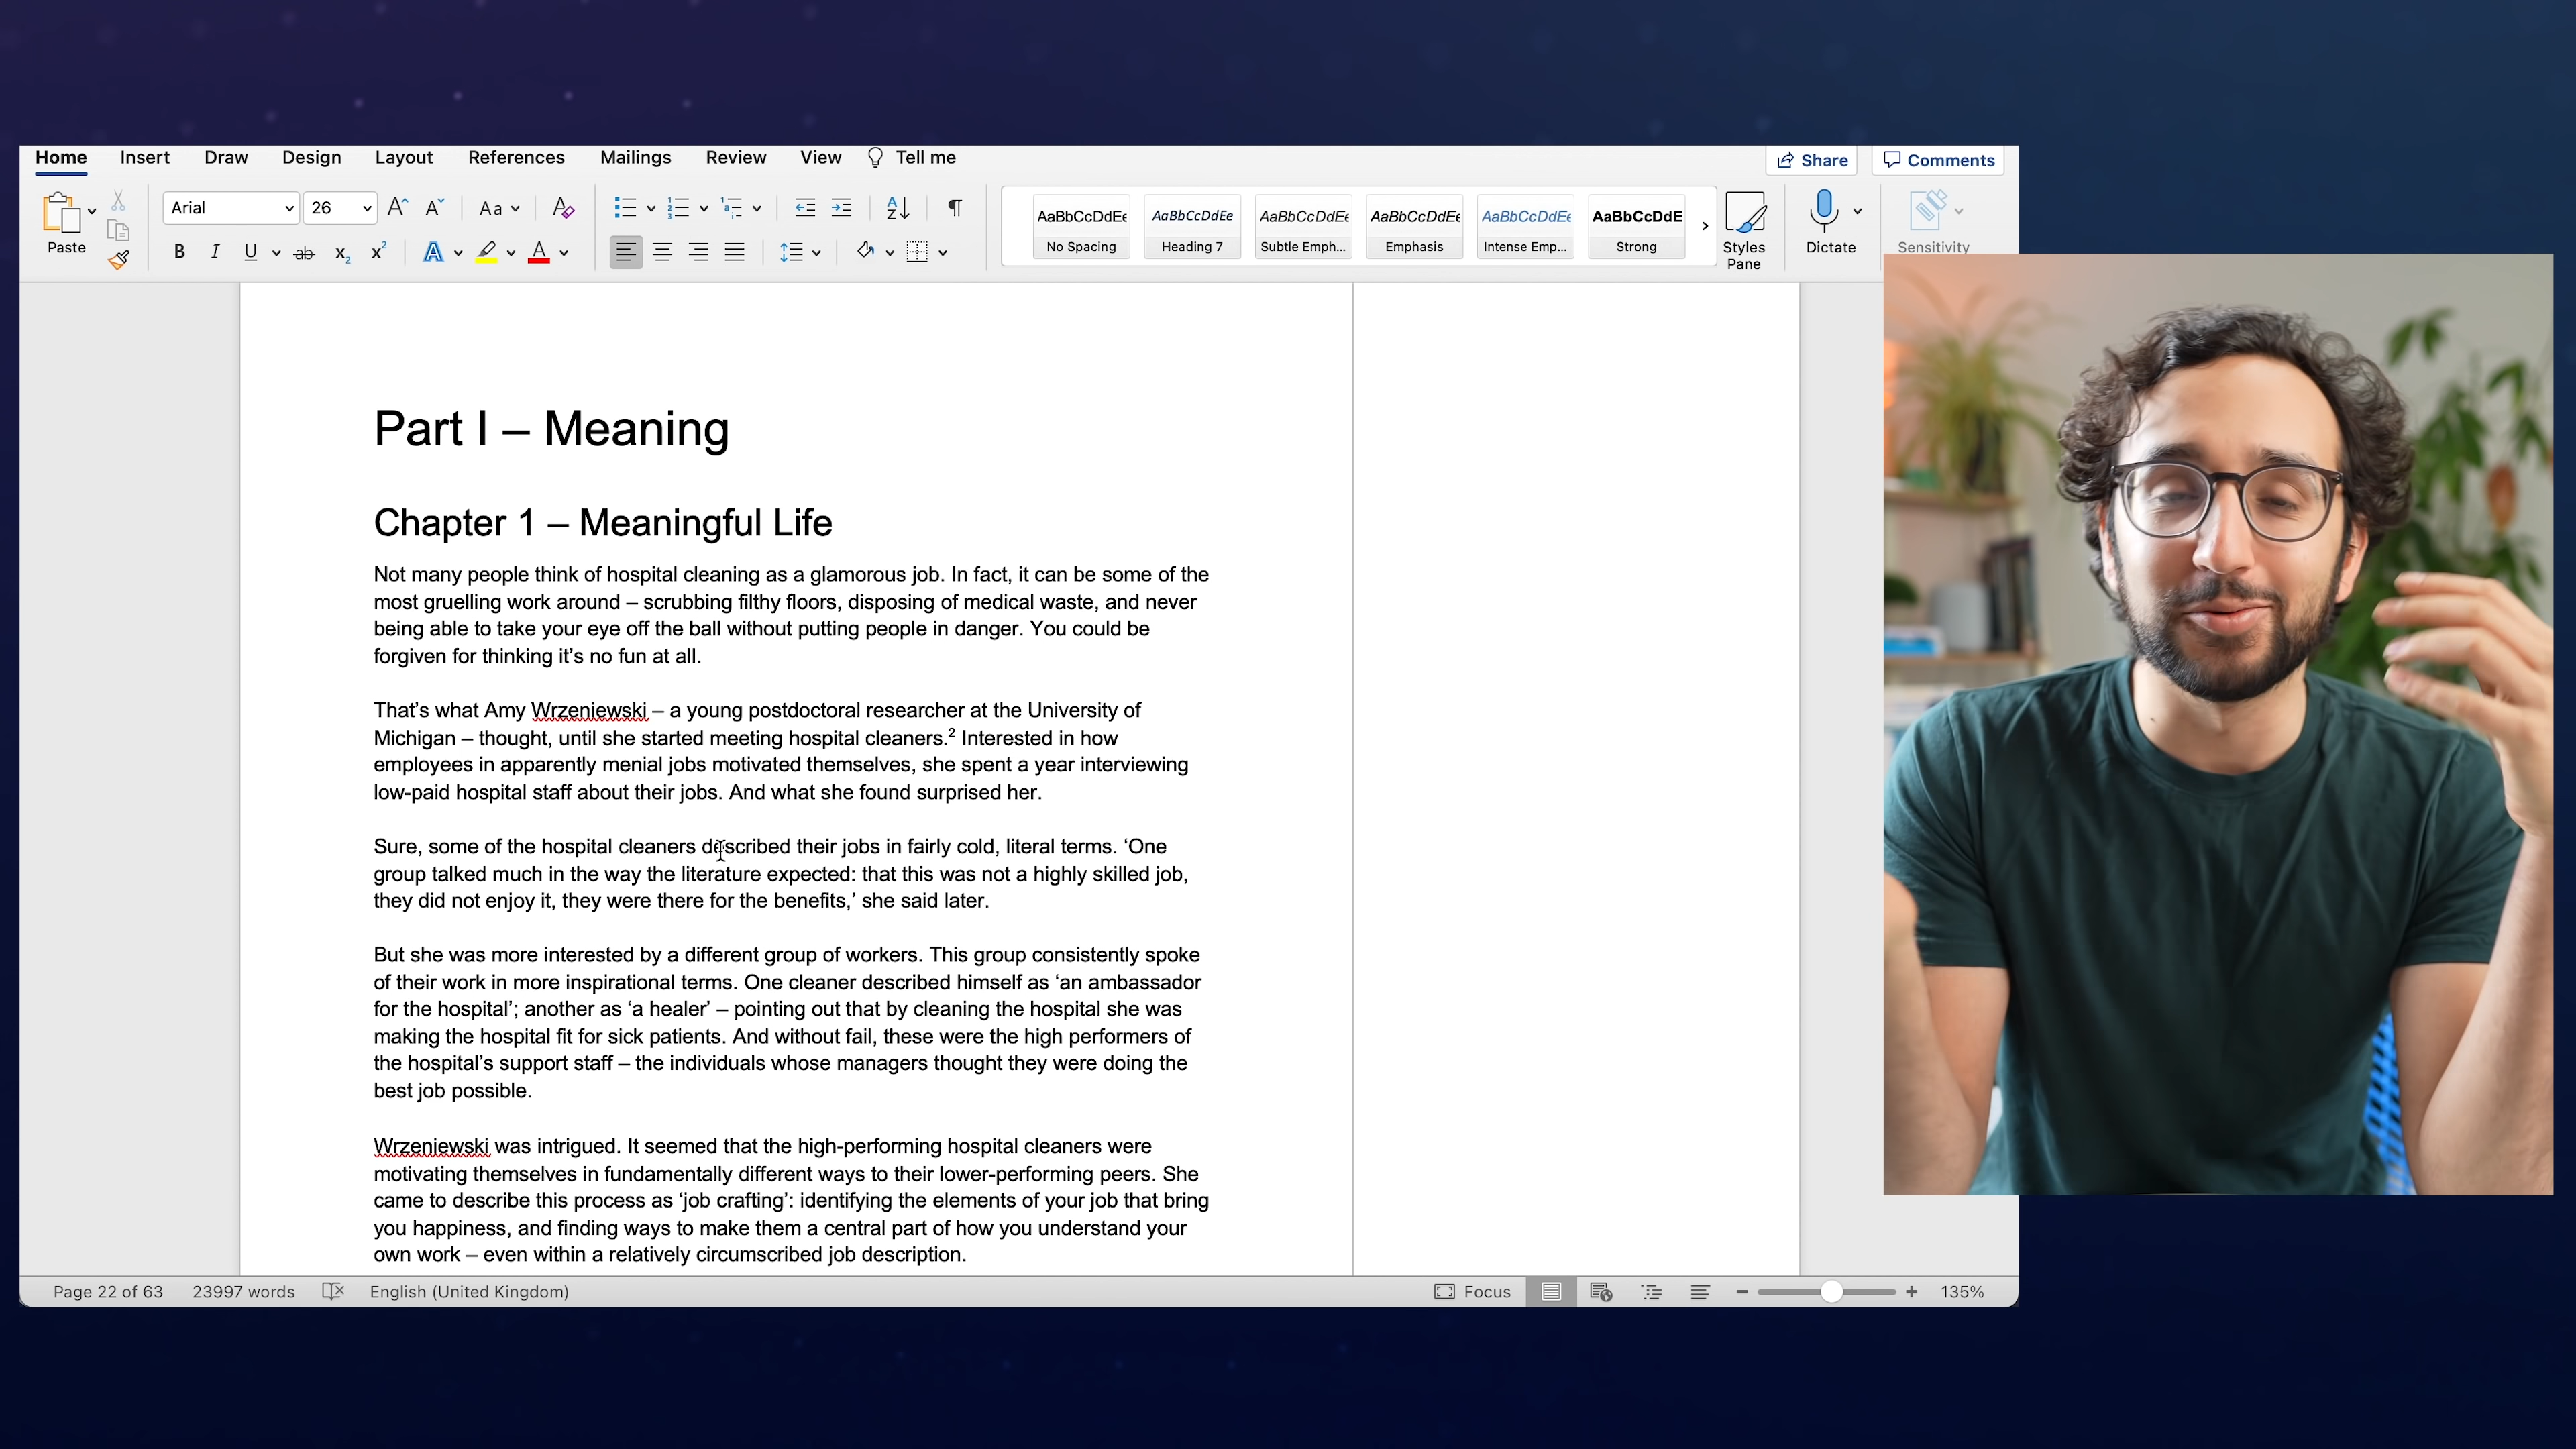 Home Insert Draw Design Layout References Mailings Review View Tell me
Share Comments
Paste
Arial 26
Aa
B I U ab x₂ x² A A
A
Z
¶
AaBbCcDdEe AaBbCcDdEe AaBbCcDdEe AaBbCcDdEe AaBbCcDdEe AaBbCcDdE
No Spacing Heading 7 Subtle Emph... Emphasis Intense Emp... Strong
Styles
Pane
Dictate
Sensitivity
Part I – Meaning
Chapter 1 – Meaningful Life
Not many people think of hospital cleaning as a glamorous job. In fact, it can be some of the
most gruelling work around – scrubbing filthy floors, disposing of medical waste, and never
being able to take your eye off the ball without putting people in danger. You could be
forgiven for thinking it’s no fun at all.
That’s what Amy Wrzeniewski – a young postdoctoral researcher at the University of
Michigan – thought, until she started meeting hospital cleaners.² Interested in how
employees in apparently menial jobs motivated themselves, she spent a year interviewing
low-paid hospital staff about their jobs. And what she found surprised her.
Sure, some of the hospital cleaners described their jobs in fairly cold, literal terms. ‘One
group talked much in the way the literature expected: that this was not a highly skilled job,
they did not enjoy it, they were there for the benefits,’ she said later.
But she was more interested by a different group of workers. This group consistently spoke
of their work in more inspirational terms. One cleaner described himself as ‘an ambassador
for the hospital’; another as ‘a healer’ – pointing out that by cleaning the hospital she was
making the hospital fit for sick patients. And without fail, these were the high performers of
the hospital’s support staff – the individuals whose managers thought they were doing the
best job possible.
Wrzeniewski was intrigued. It seemed that the high-performing hospital cleaners were
motivating themselves in fundamentally different ways to their lower-performing peers. She
came to describe this process as ‘job crafting’: identifying the elements of your job that bring
you happiness, and finding ways to make them a central part of how you understand your
own work – even within a relatively circumscribed job description.
Page 22 of 63 23997 words English (United Kingdom) Focus 135%